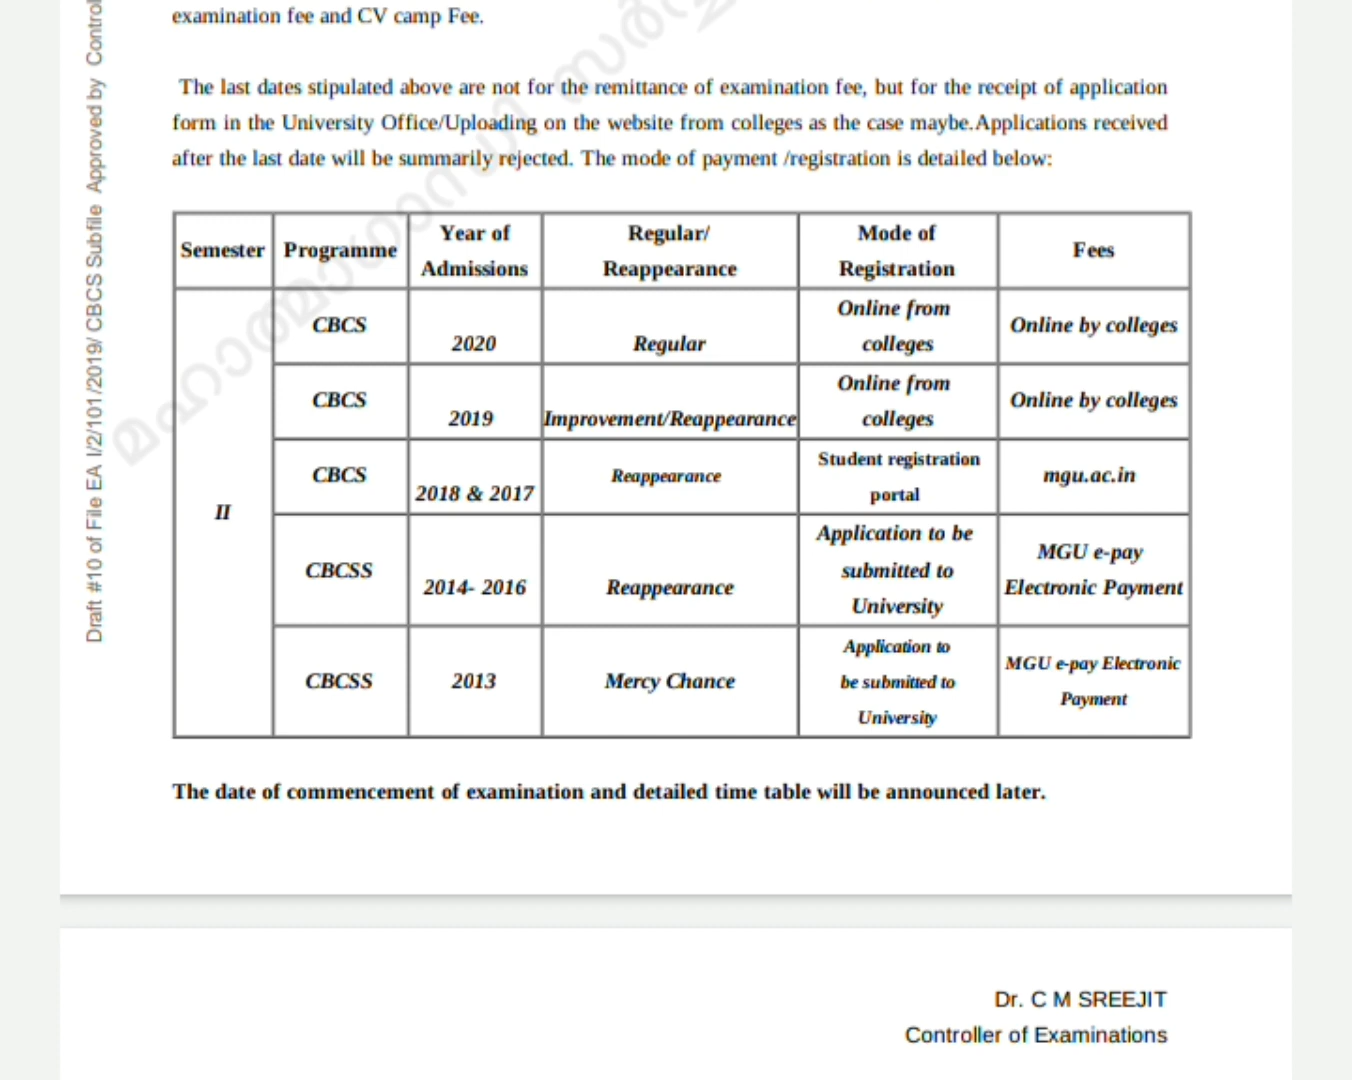 examination fee and CV camp Fee.
The last dates stipulated above are not for the remittance of examination fee, but for the receipt of application
form in the University Office/Uploading on the website from colleges as the case maybe.Applications received
after the last date will be summarily rejected. The mode of payment /registration is detailed below:
Semester Programme Year of Admissions Regular/ Reappearance Mode of Registration Fees
II
CBCS 2020 Regular Online from colleges Online by colleges
CBCS 2019 Improvement/Reappearance Online from colleges Online by colleges
CBCS 2018 & 2017 Reappearance Student registration portal mgu.ac.in
CBCSS 2014- 2016 Reappearance Application to be submitted to University MGU e-pay Electronic Payment
CBCSS 2013 Mercy Chance Application to be submitted to University MGU e-pay Electronic Payment
The date of commencement of examination and detailed time table will be announced later.
Dr. C M SREEJIT
Controller of Examinations
Draft #10 of File EA I/2/101/2019/ CBCS Subfile Approved by Control